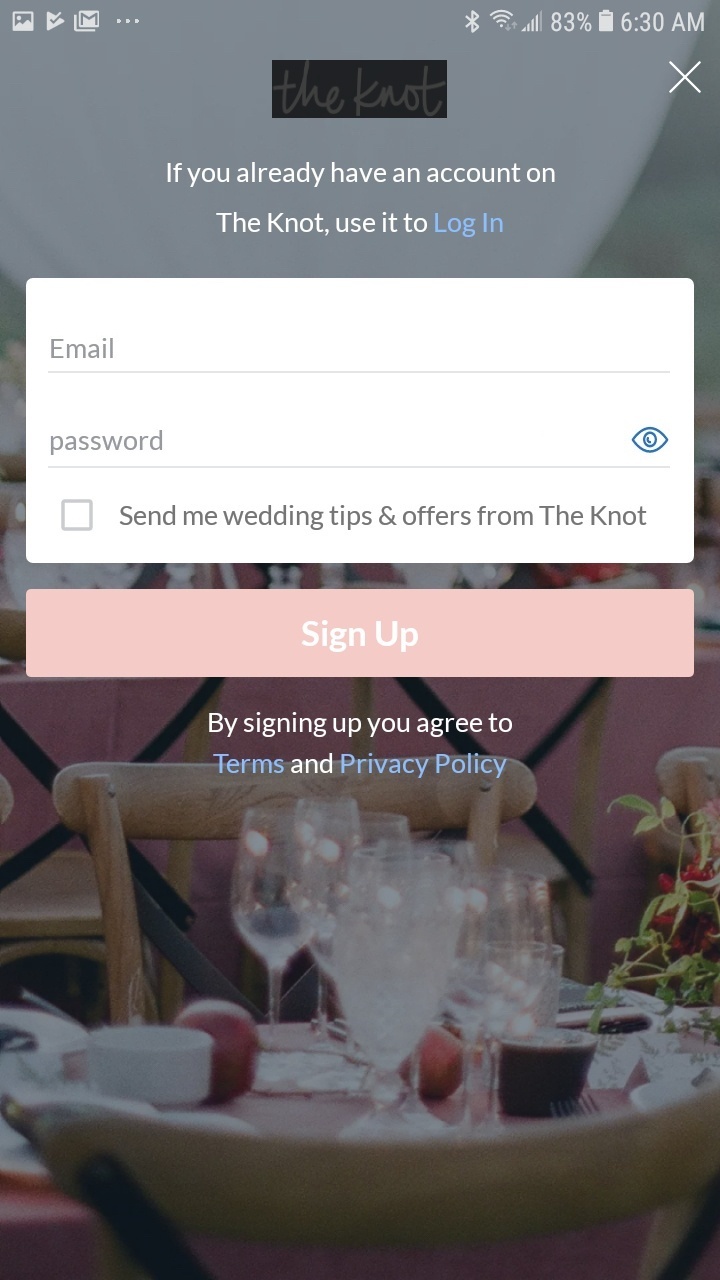 83% 6:30 AM
the knot
If you already have an account on
The Knot, use it to Log In
Email
password
Send me wedding tips & offers from The Knot
Sign Up
By signing up you agree to
Terms and Privacy Policy